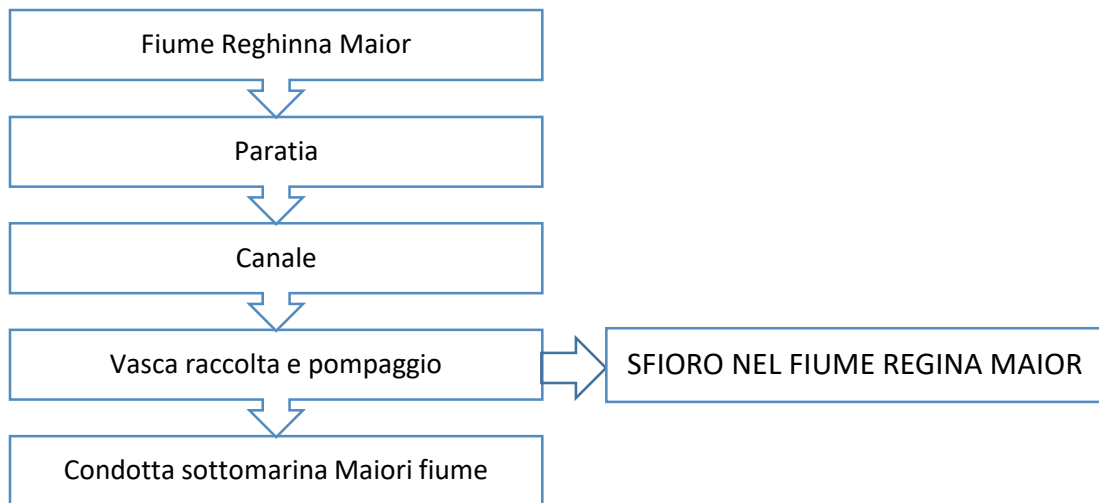 Fiume Reghinna Maior
Paratia
Canale
Vasca raccolta e pompaggio
SFIORO NEL FIUME REGINA MAIOR
Condotta sottomarina Maiori fiume